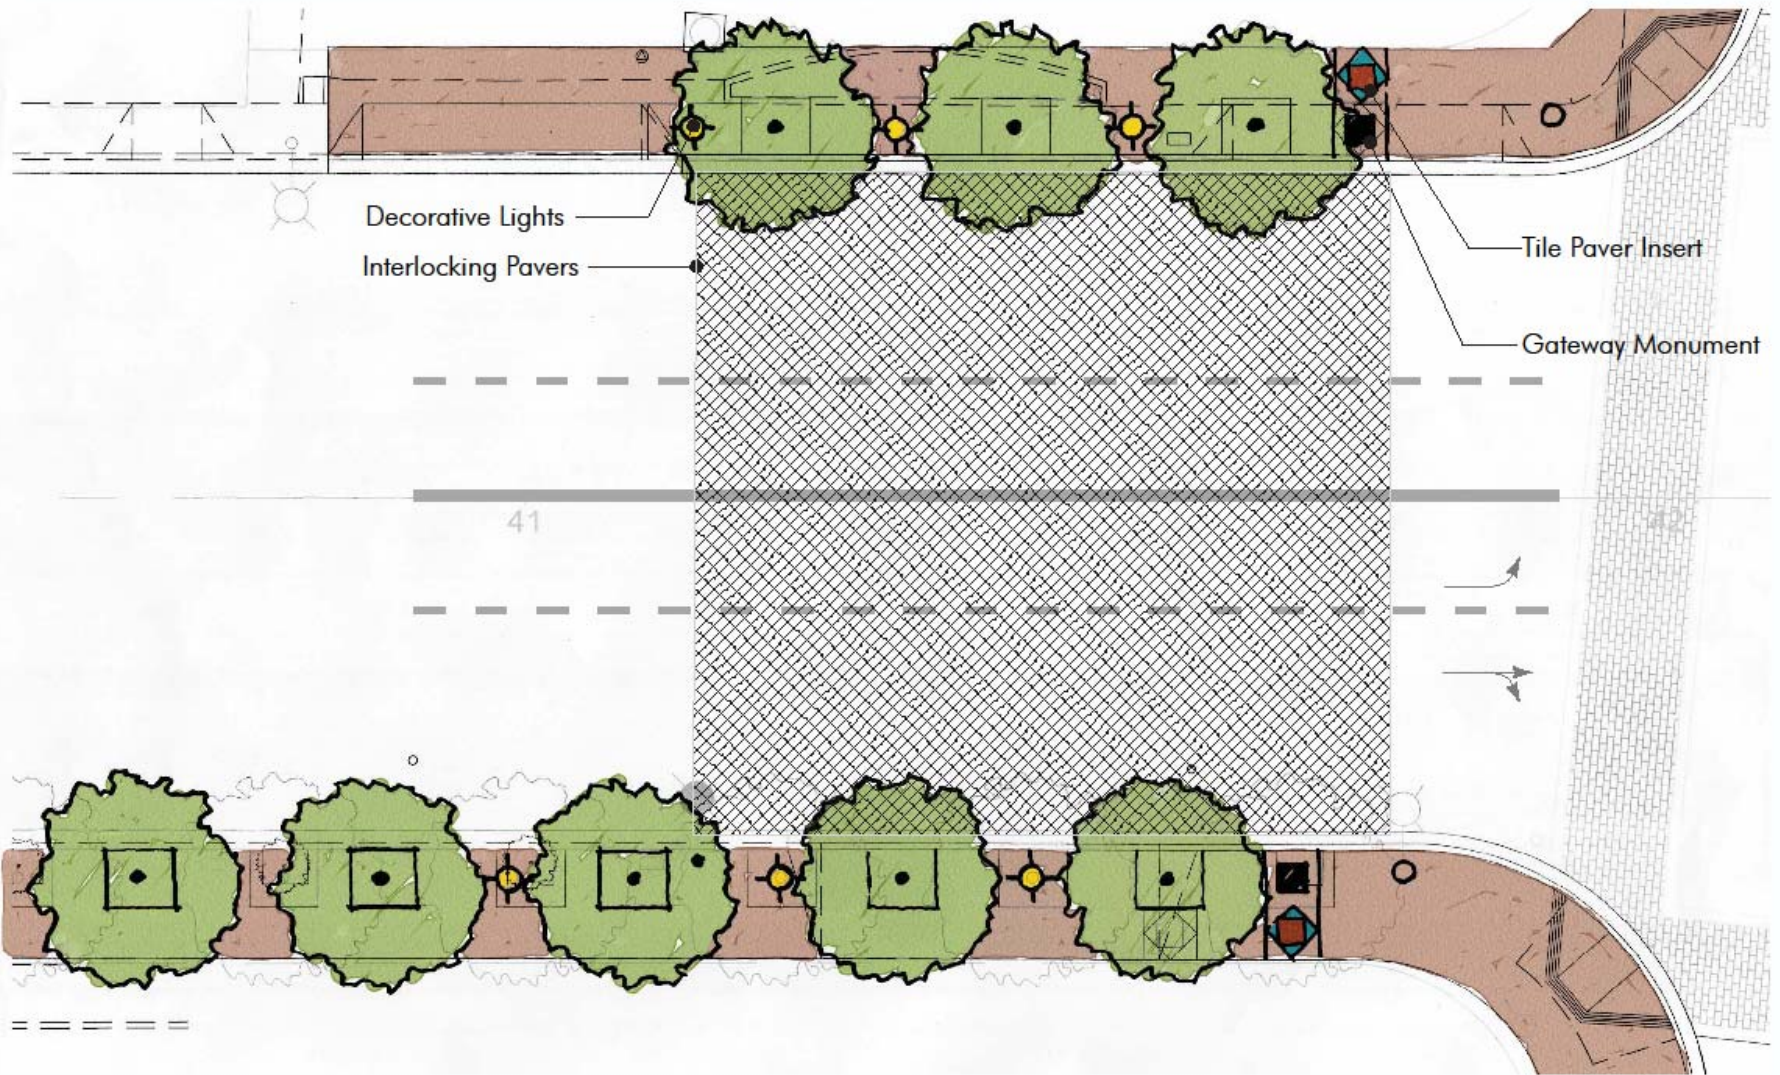 Decorative Lights
Interlocking Pavers
Tile Paver Insert
Gateway Monument
41
42